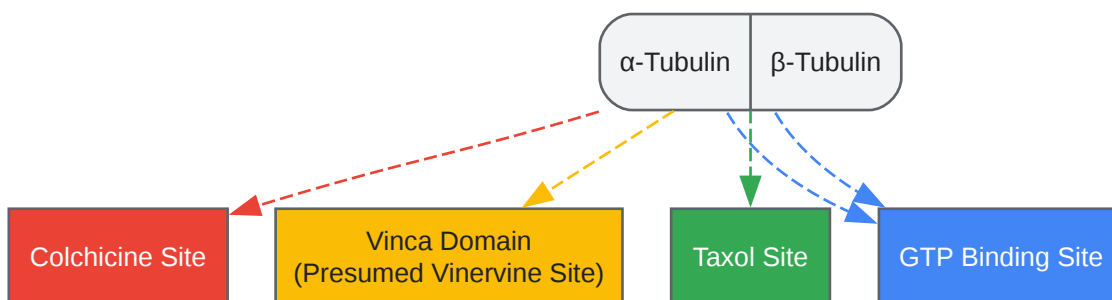 α-Tubulin
β-Tubulin
Colchicine Site
Vinca Domain
(Presumed Vinervine Site)
Taxol Site
GTP Binding Site